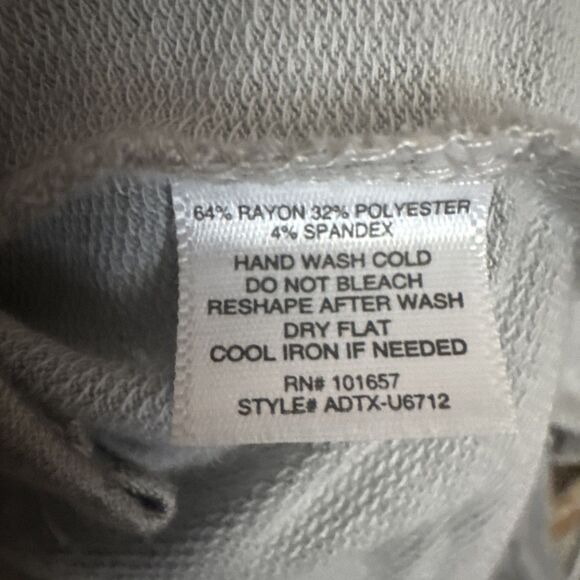 64% RAYON 32% POLYESTER
4% SPANDEX
HAND WASH COLD
DO NOT BLEACH
RESHAPE AFTER WASH
DRY FLAT
COOL IRON IF NEEDED
RN# 101657
STYLE# ADTX-U6712